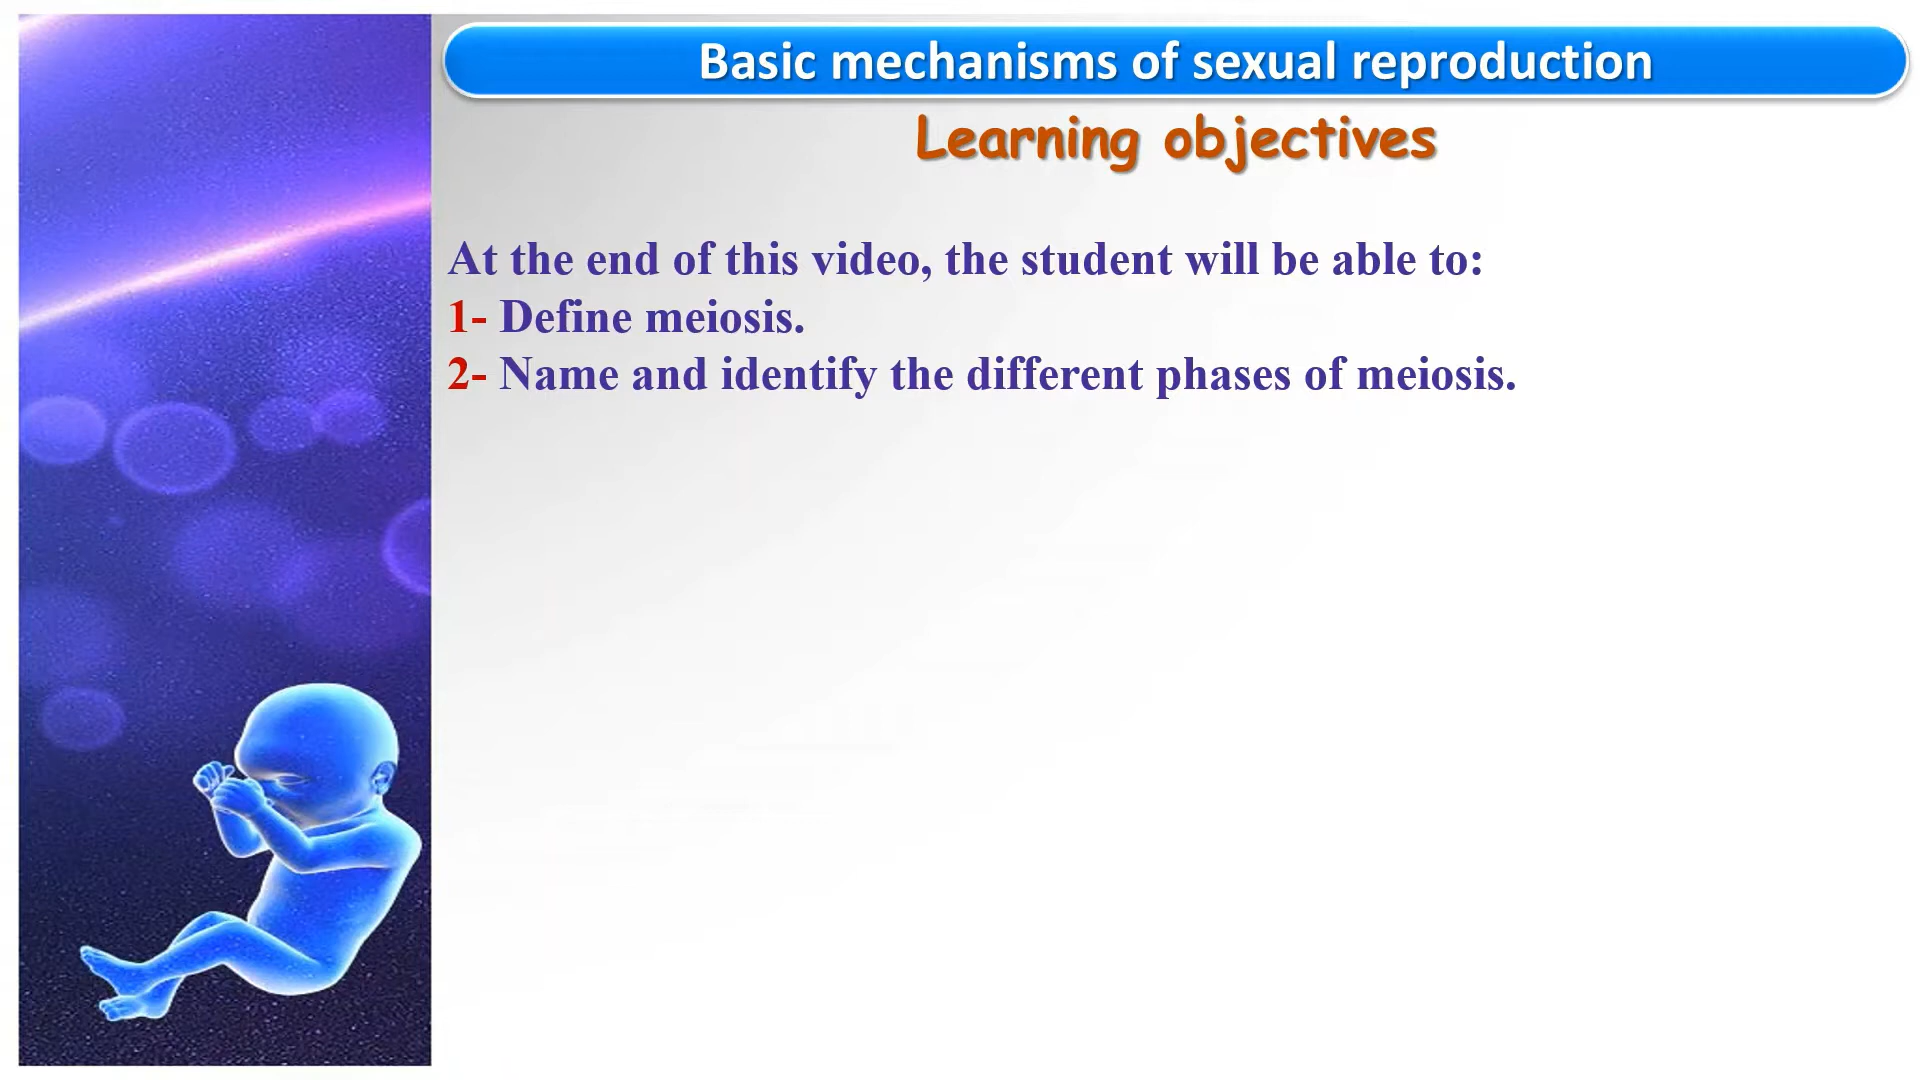 Basic mechanisms of sexual reproduction
Learning objectives
At the end of this video, the student will be able to:
1- Define meiosis.
2- Name and identify the different phases of meiosis.